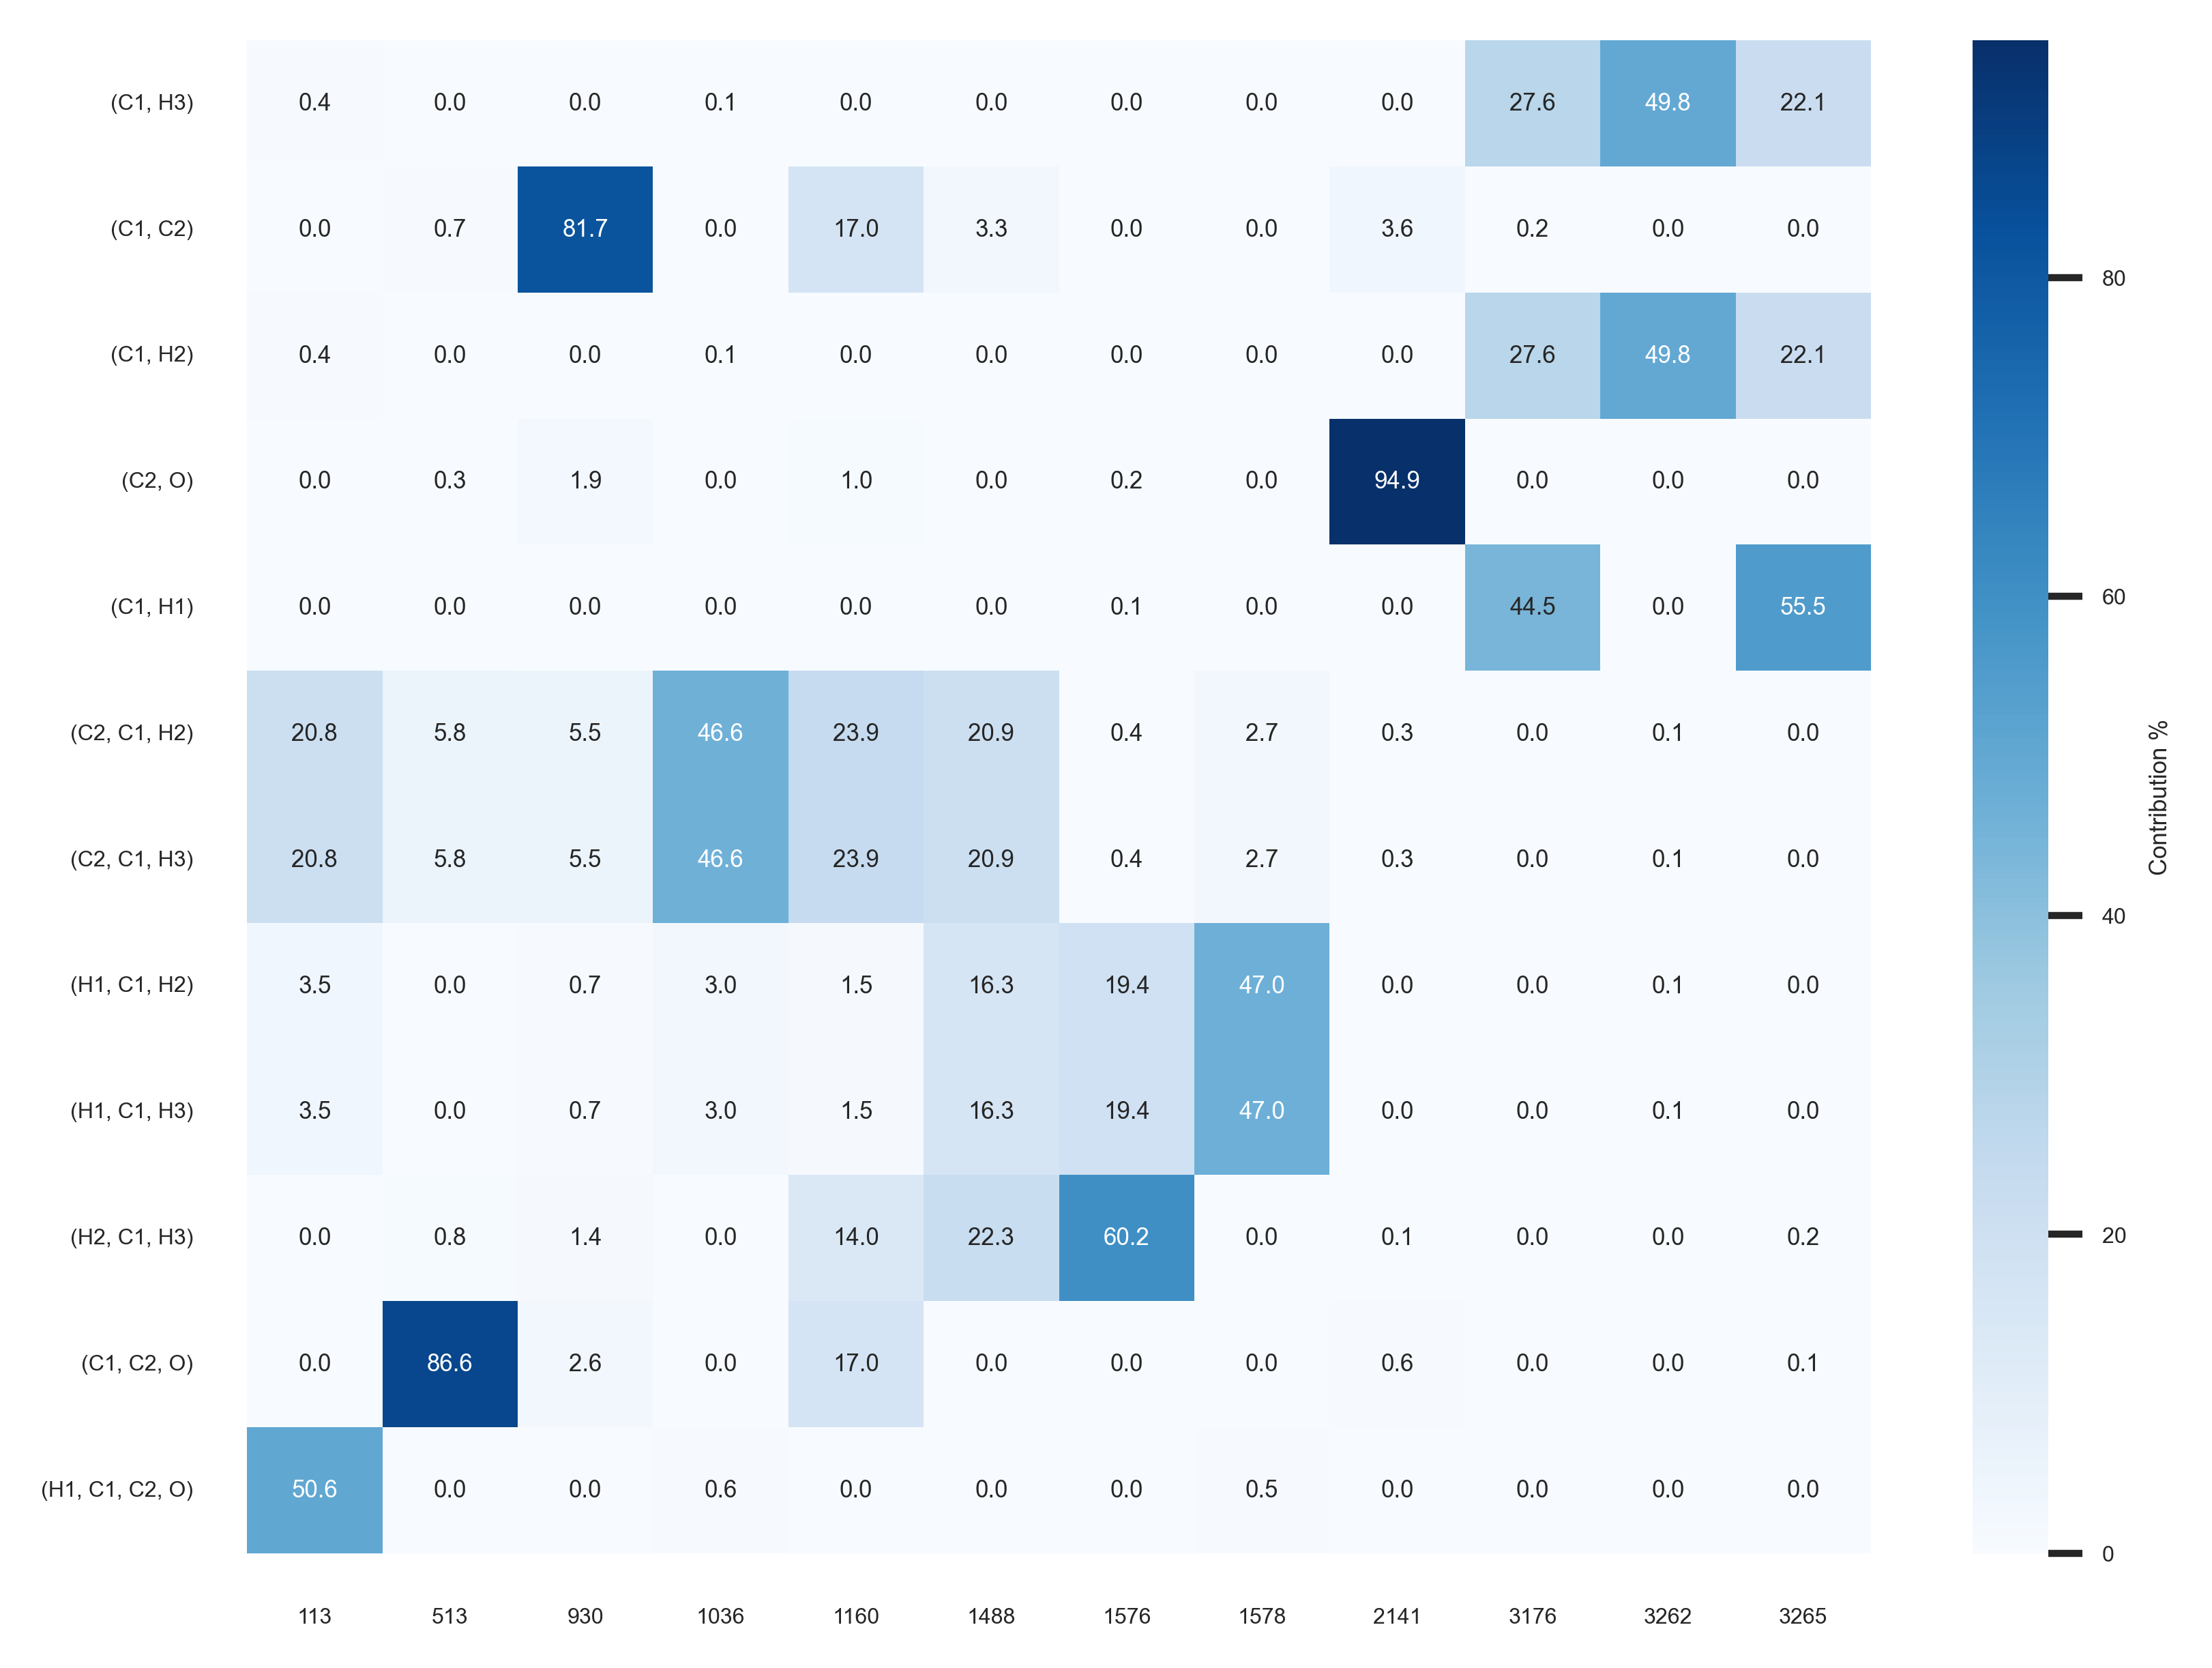 (C1, H3) 0.4 0.0 0.0 0.1 0.0 0.0 0.0 0.0 0.0 27.6 49.8 22.1
(C1, C2) 0.0 0.7 81.7 0.0 17.0 3.3 0.0 0.0 3.6 0.2 0.0 0.0
(C1, H2) 0.4 0.0 0.0 0.1 0.0 0.0 0.0 0.0 0.0 27.6 49.8 22.1
(C2, O) 0.0 0.3 1.9 0.0 1.0 0.0 0.2 0.0 94.9 0.0 0.0 0.0
(C1, H1) 0.0 0.0 0.0 0.0 0.0 0.0 0.1 0.0 0.0 44.5 0.0 55.5
(C2, C1, H2) 20.8 5.8 5.5 46.6 23.9 20.9 0.4 2.7 0.3 0.0 0.1 0.0
(C2, C1, H3) 20.8 5.8 5.5 46.6 23.9 20.9 0.4 2.7 0.3 0.0 0.1 0.0
(H1, C1, H2) 3.5 0.0 0.7 3.0 1.5 16.3 19.4 47.0 0.0 0.0 0.1 0.0
(H1, C1, H3) 3.5 0.0 0.7 3.0 1.5 16.3 19.4 47.0 0.0 0.0 0.1 0.0
(H2, C1, H3) 0.0 0.8 1.4 0.0 14.0 22.3 60.2 0.0 0.1 0.0 0.0 0.2
(C1, C2, O) 0.0 86.6 2.6 0.0 17.0 0.0 0.0 0.0 0.6 0.0 0.0 0.1
(H1, C1, C2, O) 50.6 0.0 0.0 0.6 0.0 0.0 0.0 0.5 0.0 0.0 0.0 0.0
113 513 930 1036 1160 1488 1576 1578 2141 3176 3262 3265
80
60
40
20
0
Contribution %